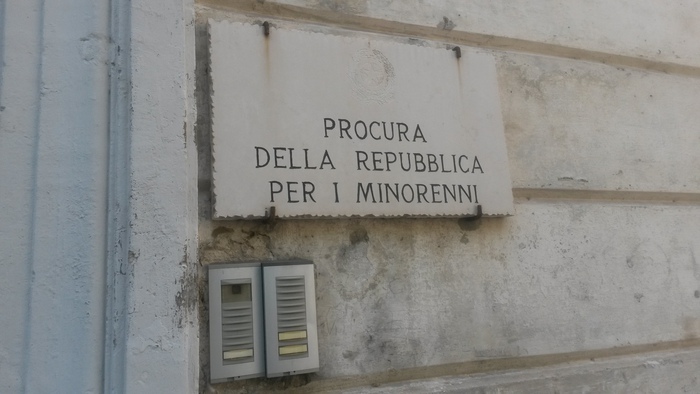 PROCURA
DELLA REPUBBLICA
PER I MINORENNI